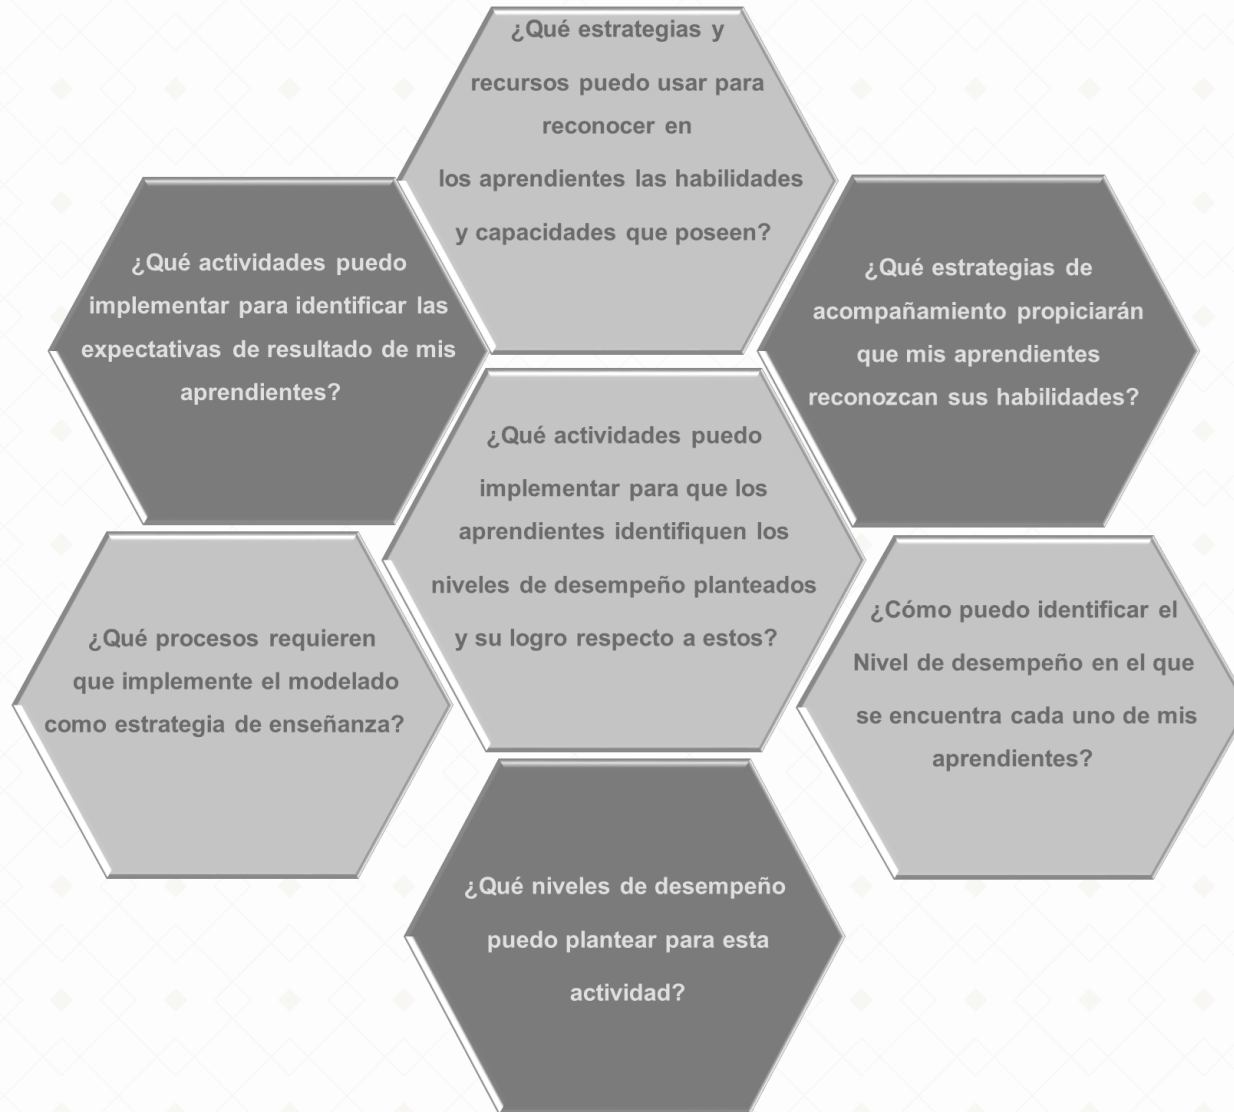 ¿Qué estrategias y
recursos puedo usar para
reconocer en
los aprendientes las habilidades
y capacidades que poseen?
¿Qué actividades puedo
implementar para identificar las
expectativas de resultado de mis
aprendientes?
¿Qué estrategias de
acompañamiento propiciarán
que mis aprendientes
reconozcan sus habilidades?
¿Qué actividades puedo
implementar para que los
aprendientes identifiquen los
niveles de desempeño planteados
y su logro respecto a estos?
¿Qué procesos requieren
que implemente el modelado
como estrategia de enseñanza?
¿Cómo puedo identificar el
Nivel de desempeño en el que
se encuentra cada uno de mis
aprendientes?
¿Qué niveles de desempeño
puedo plantear para esta
actividad?